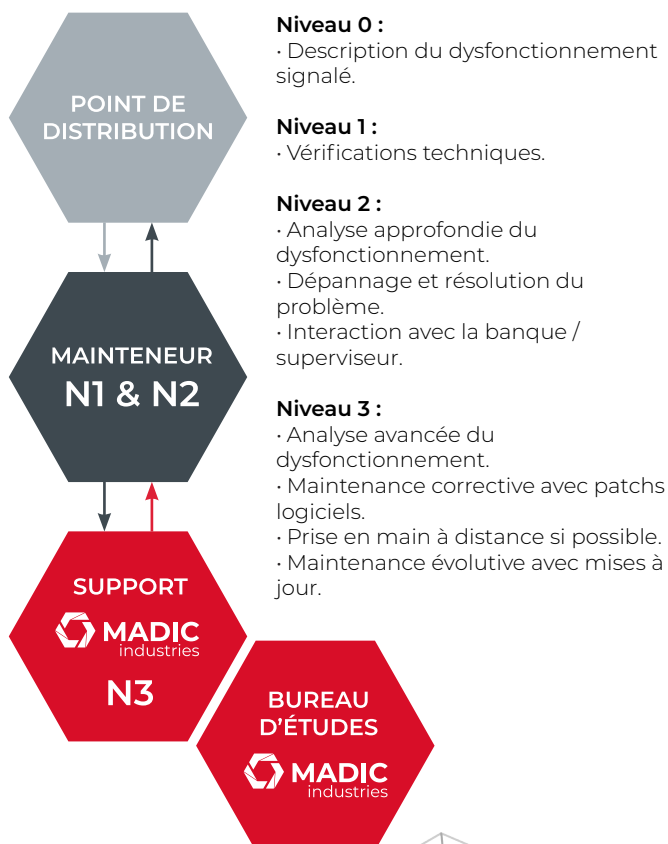 POINT DE
DISTRIBUTION
MAINTENEUR
N1 & N2
SUPPORT
MADIC
industries
N3
BUREAU
D'ÉTUDES
MADIC
industries
Niveau 0 :
· Description du dysfonctionnement
signalé.
Niveau 1 :
· Vérifications techniques.
Niveau 2 :
· Analyse approfondie du
dysfonctionnement.
· Dépannage et résolution du
problème.
· Interaction avec la banque /
superviseur.
Niveau 3 :
· Analyse avancée du
dysfonctionnement.
· Maintenance corrective avec patchs
logiciels.
· Prise en main à distance si possible.
· Maintenance évolutive avec mises à
jour.